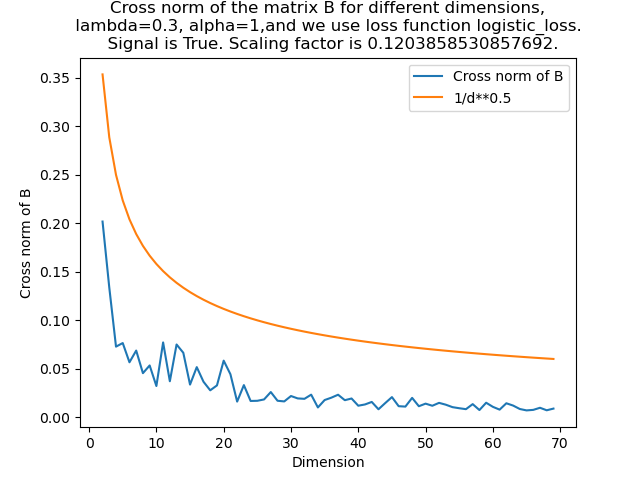 Cross norm of the matrix B for different dimensions,
lambda=0.3, alpha=1,and we use loss function logistic_loss.
Signal is True. Scaling factor is 0.1203858530857692.
Cross norm of B
1/d**0.5
Cross norm of B
0.35
0.30
0.25
0.20
0.15
0.10
0.05
0.00
0 10 20 30 40 50 60 70
Dimension